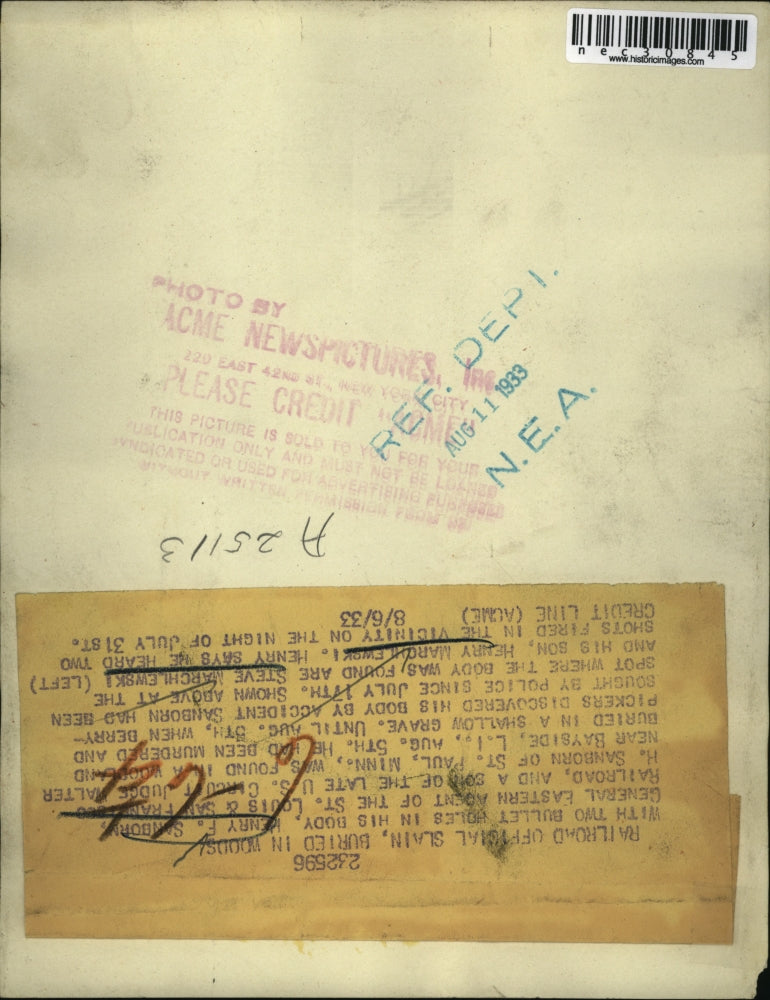 nec30845
www.historicimages.com
PHOTO BY
ACME NEWSPICTURES, Inc.
220 EAST 42ND ST., NEW YORK CITY
PLEASE CREDIT "ACME"
THIS PICTURE IS SOLD TO YOU FOR YOUR
PUBLICATION ONLY AND MUST NOT BE LOANED
SYNDICATED OR USED FOR ADVERTISING PURPOSES
WITHOUT WRITTEN PERMISSION FROM US
REF. DEPT.
AUG 11 1933
N.E.A.
A 25113
232596
RAILROAD OFFICIAL SLAIN, BURIED IN WOODS
WITH TWO BULLET HOLES IN HIS BODY, HENRY F. SANBORN,
GENERAL EASTERN AGENT OF THE ST. LOUIS & SAN FRANCISCO
RAILROAD, AND A SON OF THE LATE U.S. CIRCUIT JUDGE WALTER
H. SANBORN OF ST. PAUL, MINN., WAS FOUND IN A WOODLAND
NEAR BAYSIDE, L.I., AUG. 5TH. HE HAD BEEN MURDERED AND
BURIED IN A SHALLOW GRAVE. UNTIL AUG. 5TH, WHEN BERRY-
PICKERS DISCOVERED HIS BODY BY ACCIDENT SANBORN HAD BEEN
SOUGHT BY POLICE SINCE JULY 17TH. SHOWN ABOVE AT THE
SPOT WHERE THE BODY WAS FOUND ARE STEVE MARCHLEWSKI (LEFT)
AND HIS SON, HENRY MARCHLEWSKI. HENRY SAYS HE HEARD TWO
SHOTS FIRED IN THE VICINITY ON THE NIGHT OF JULY 31ST.
CREDIT LINE (ACME) 8/6/33